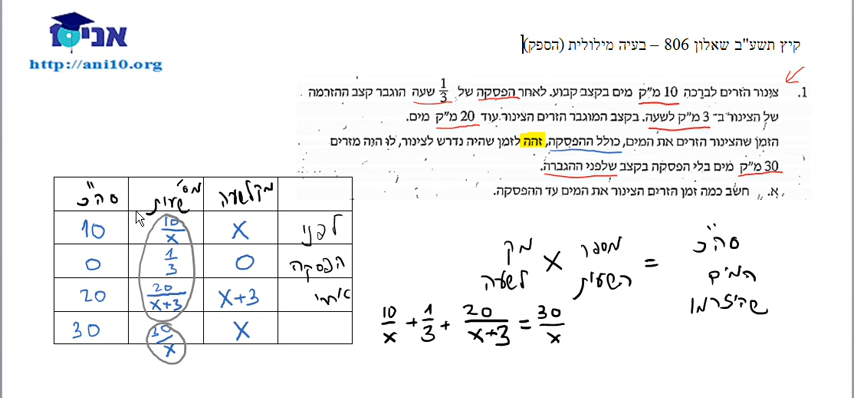 אני10
http://ani10.org
קיץ תשע"ב שאלון 806 – בעיה מילולית (הספק)
1. צינור הזרים לברכה 10 מ"ק מים בקצב קבוע. לאחר הפסקה של 1/3 שעה הוגבר קצב ההזרמה
של הצינור ב־ 3 מ"ק לשעה. בקצב המוגבר הזרים הצינור עוד 20 מ"ק מים.
הזמן שהצינור הזרים את המים, כולל ההפסקה, זהה לזמן שהיה נדרש לצינור, לו היה מזרים
30 מ"ק מים בלי הפסקה בקצב שלפני ההגברה.
א. חשב כמה זמן הזרים הצינור את המים עד ההפסקה.
מק לשעה מס' שעות סה"כ
לפני x 10/x 10
הפסקה 0 1/3 0
אחרי x+3 20/(x+3) 20
x 30/x 30
סה"כ המים שהוזרמו = מספר השעות x מק לשעה
10/x + 1/3 + 20/(x+3) = 30/x